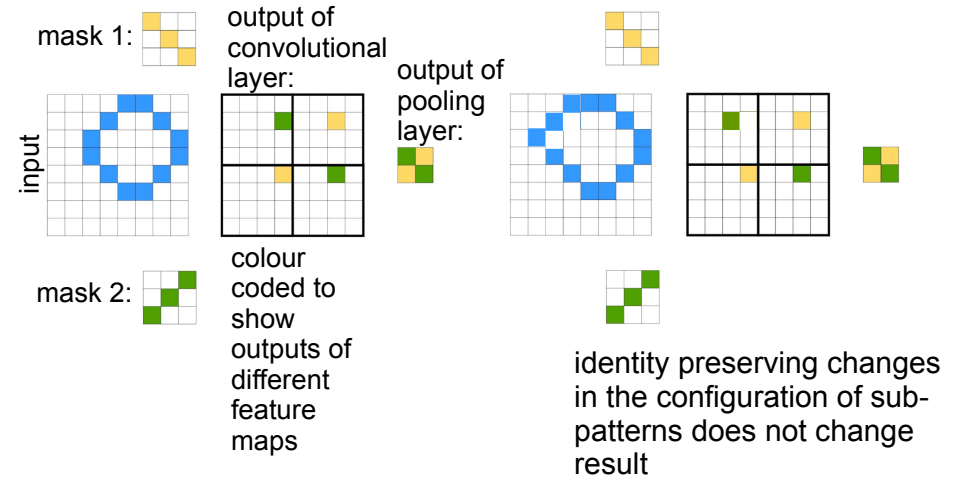 mask 1:
output of
convolutional
layer:
output of
pooling
layer:
input
mask 2:
colour
coded to
show
outputs of
different
feature
maps
identity preserving changes
in the configuration of sub-
patterns does not change
result